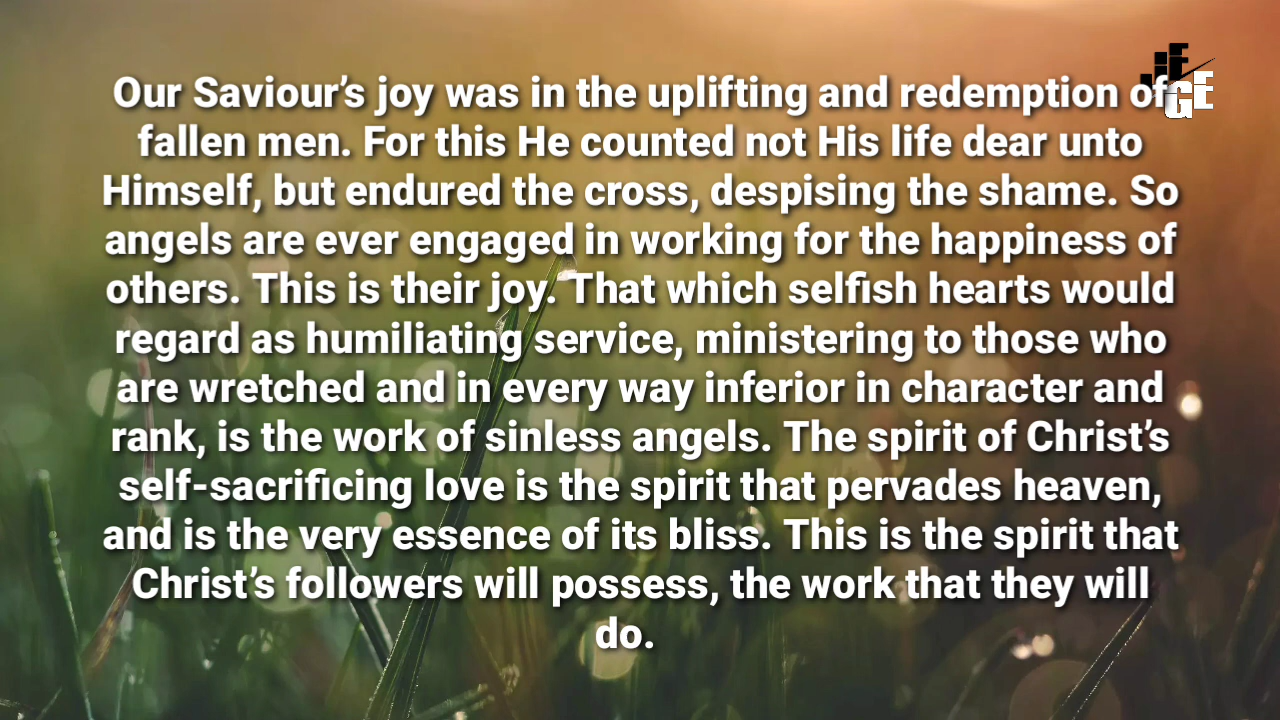 Our Saviour’s joy was in the uplifting and redemption of
fallen men. For this He counted not His life dear unto
Himself, but endured the cross, despising the shame. So
angels are ever engaged in working for the happiness of
others. This is their joy. That which selfish hearts would
regard as humiliating service, ministering to those who
are wretched and in every way inferior in character and
rank, is the work of sinless angels. The spirit of Christ’s
self-sacrificing love is the spirit that pervades heaven,
and is the very essence of its bliss. This is the spirit that
Christ’s followers will possess, the work that they will
do.